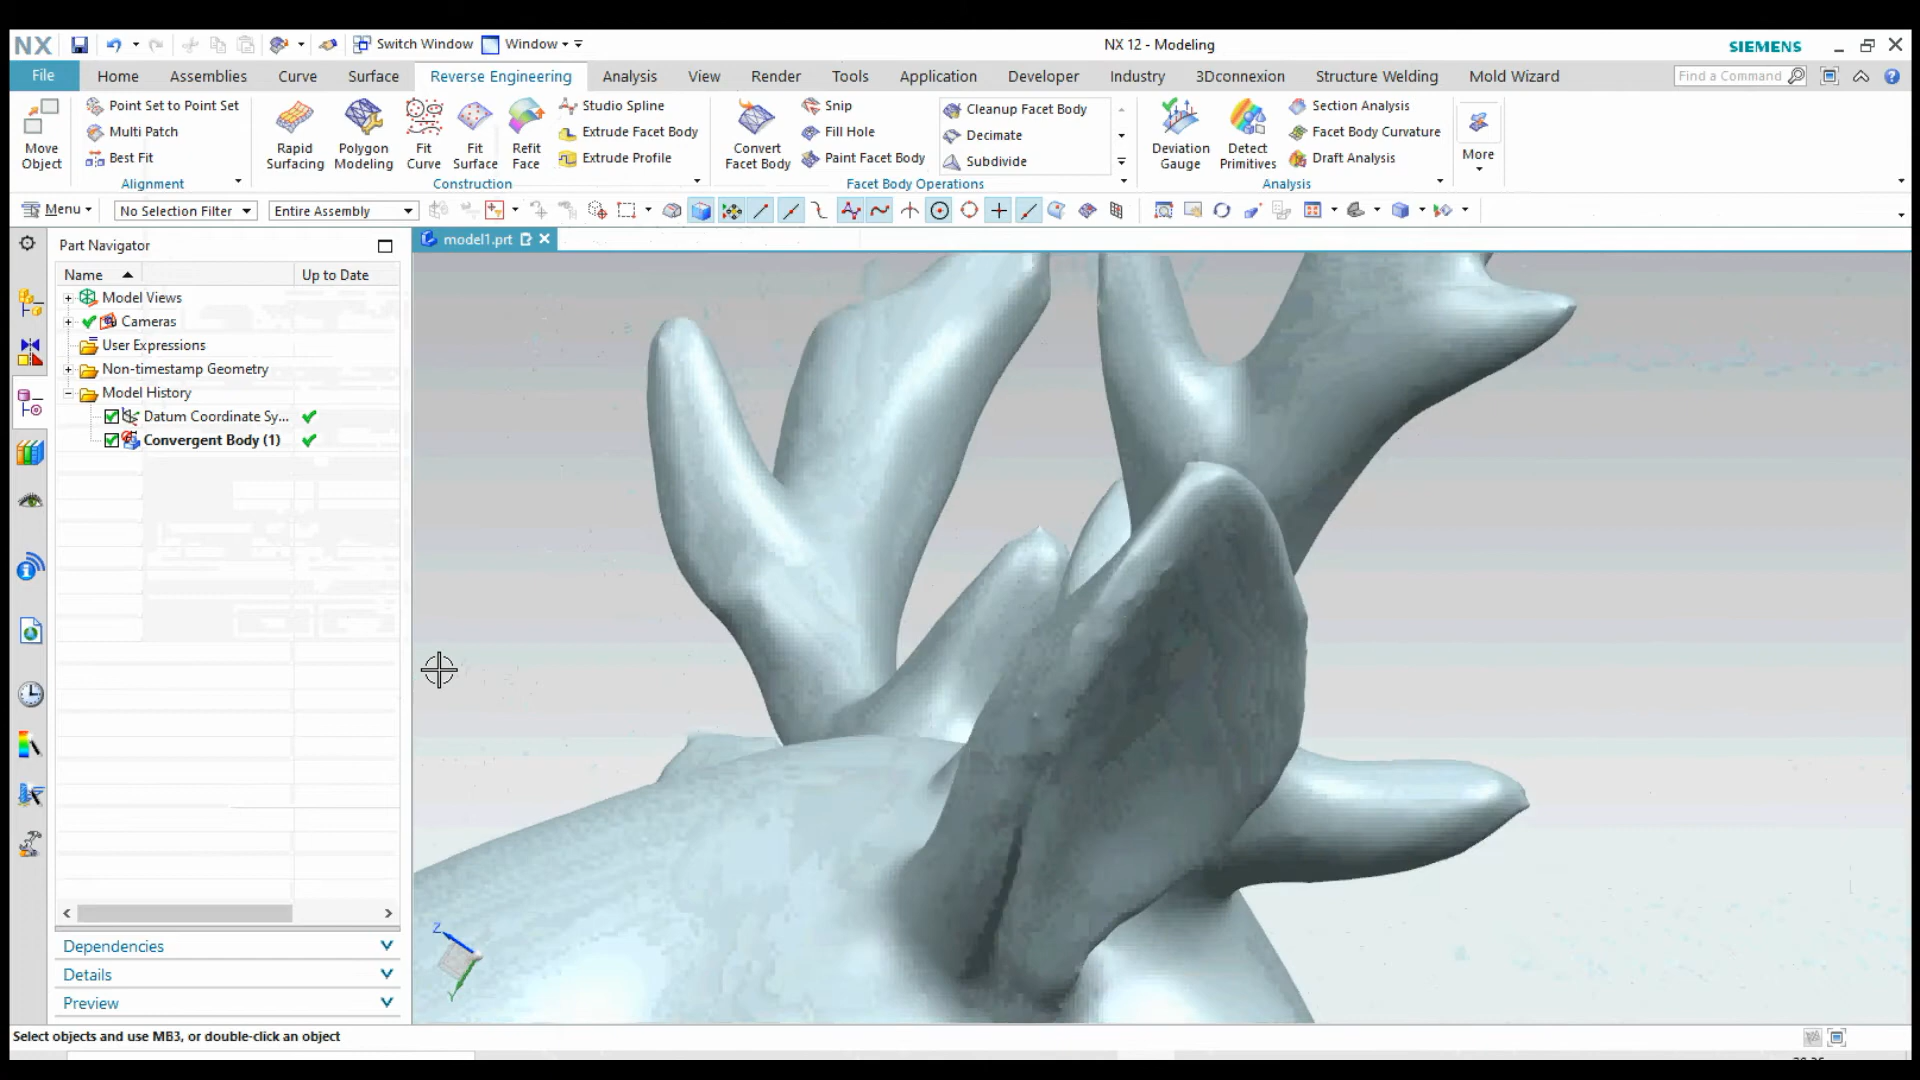 NX Switch Window Window NX 12 - Modeling SIEMENS
File Home Assemblies Curve Surface Reverse Engineering Analysis View Render Tools Application Developer Industry 3Dconnexion Structure Welding Mold Wizard Find a Command
Move Object
Point Set to Point Set
Multi Patch
Best Fit
Alignment
Rapid Surfacing
Polygon Modeling
Fit Curve
Fit Surface
Refit Face
Studio Spline
Extrude Facet Body
Extrude Profile
Construction
Convert Facet Body
Snip
Fill Hole
Paint Facet Body
Cleanup Facet Body
Decimate
Subdivide
Facet Body Operations
Deviation Gauge
Detect Primitives
Section Analysis
Facet Body Curvature
Draft Analysis
Analysis
More
Menu No Selection Filter Entire Assembly
Part Navigator
model1.prt
Name Up to Date
Model Views
Cameras
User Expressions
Non-timestamp Geometry
Model History
Datum Coordinate Sy...
Convergent Body (1)
Z
Y
Dependencies
Details
Preview
Select objects and use MB3, or double-click an object